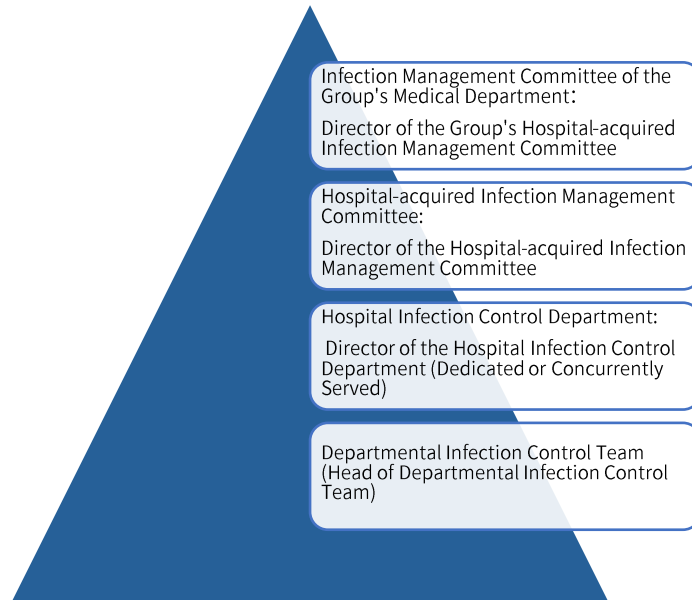 Infection Management Committee of the
Group's Medical Department：
Director of the Group's Hospital-acquired
Infection Management Committee
Hospital-acquired Infection Management
Committee:
Director of the Hospital-acquired Infection
Management Committee
Hospital Infection Control Department:
Director of the Hospital Infection Control
Department (Dedicated or Concurrently
Served)
Departmental Infection Control Team
(Head of Departmental Infection Control
Team)